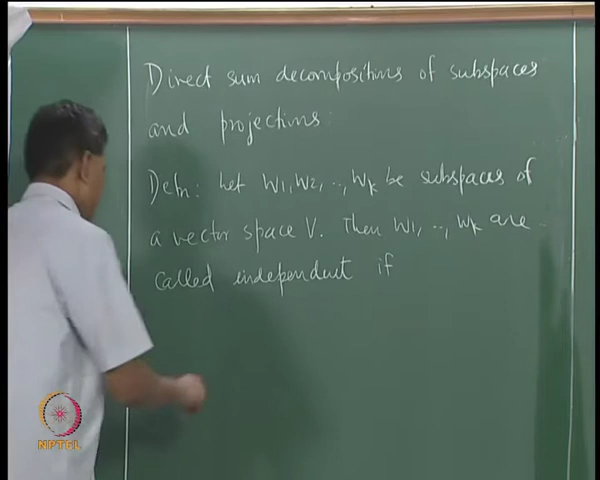 Direct sum decompositions of subspaces
and projections:
Defn: Let W1, W2, .., Wk be subspaces of
a vector space V. Then W1, .., Wk are
called independent if
NPTEL